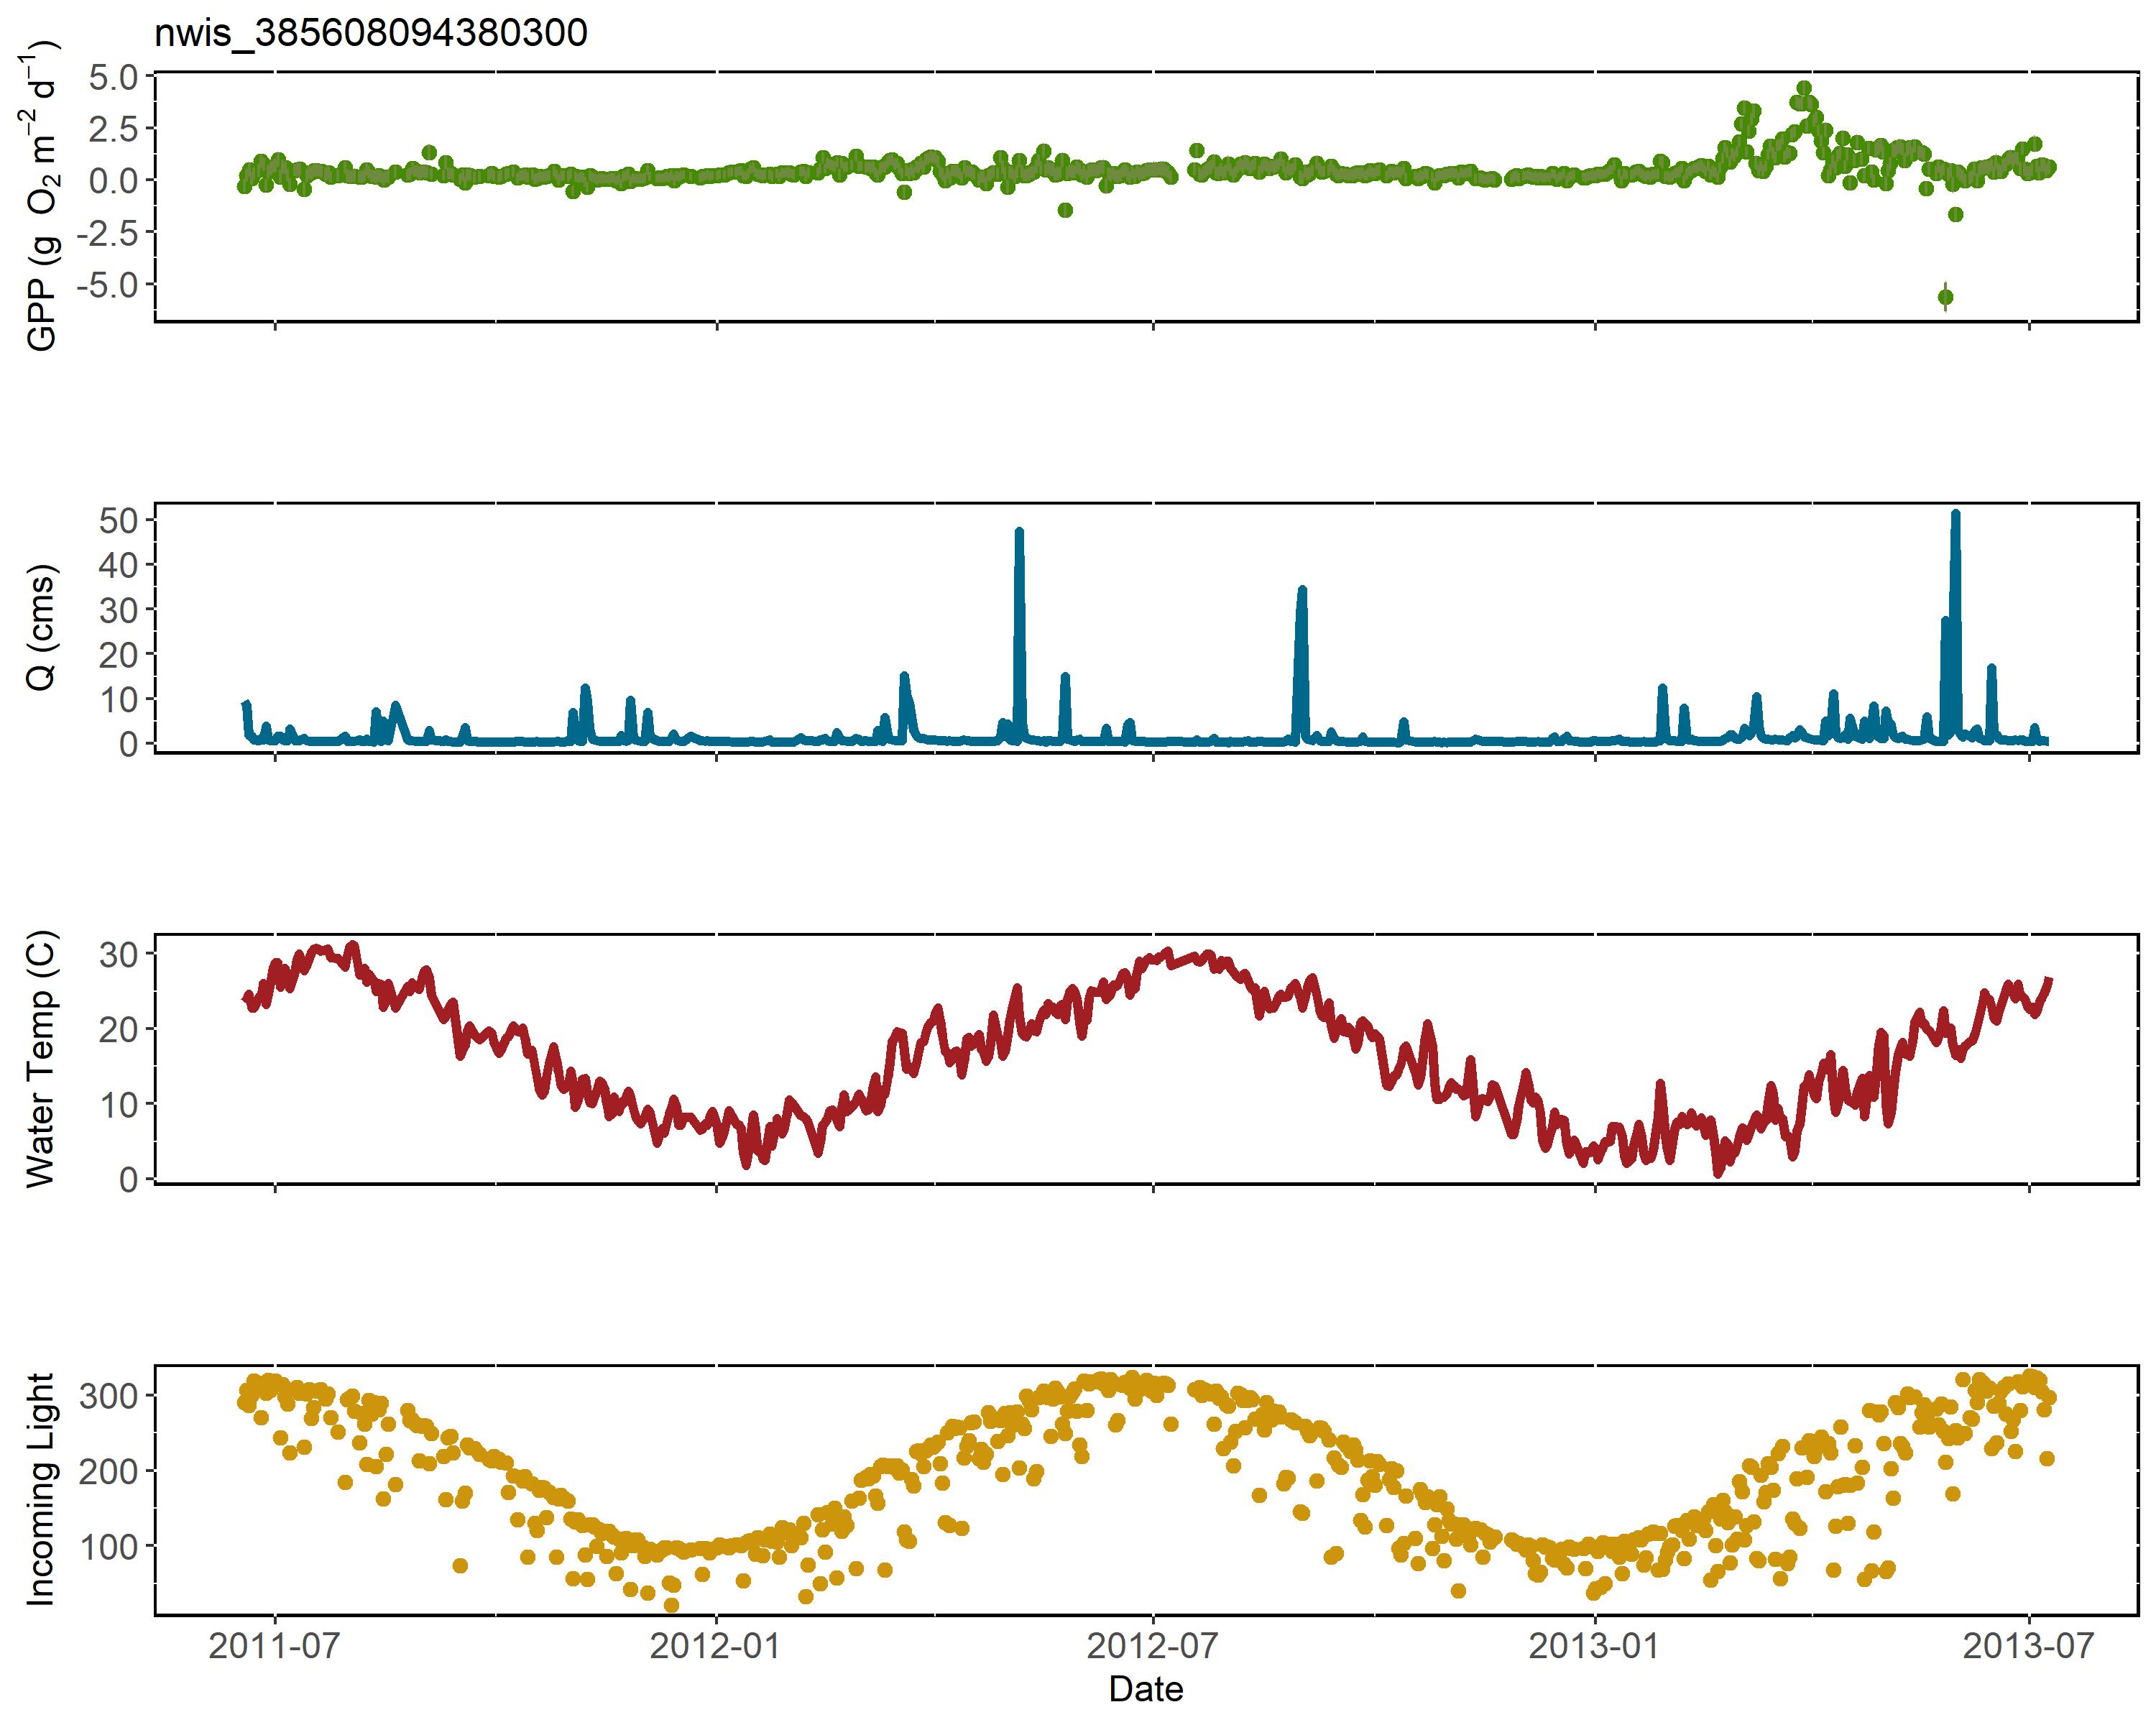 nwis_385608094380300
GPP (g O₂ m⁻² d⁻¹)
5.0
2.5
0.0
-2.5
-5.0
Q (cms)
50
40
30
20
10
0
Water Temp (C)
30
20
10
0
Incoming Light
300
200
100
2011-07 2012-01 2012-07 2013-01 2013-07
Date